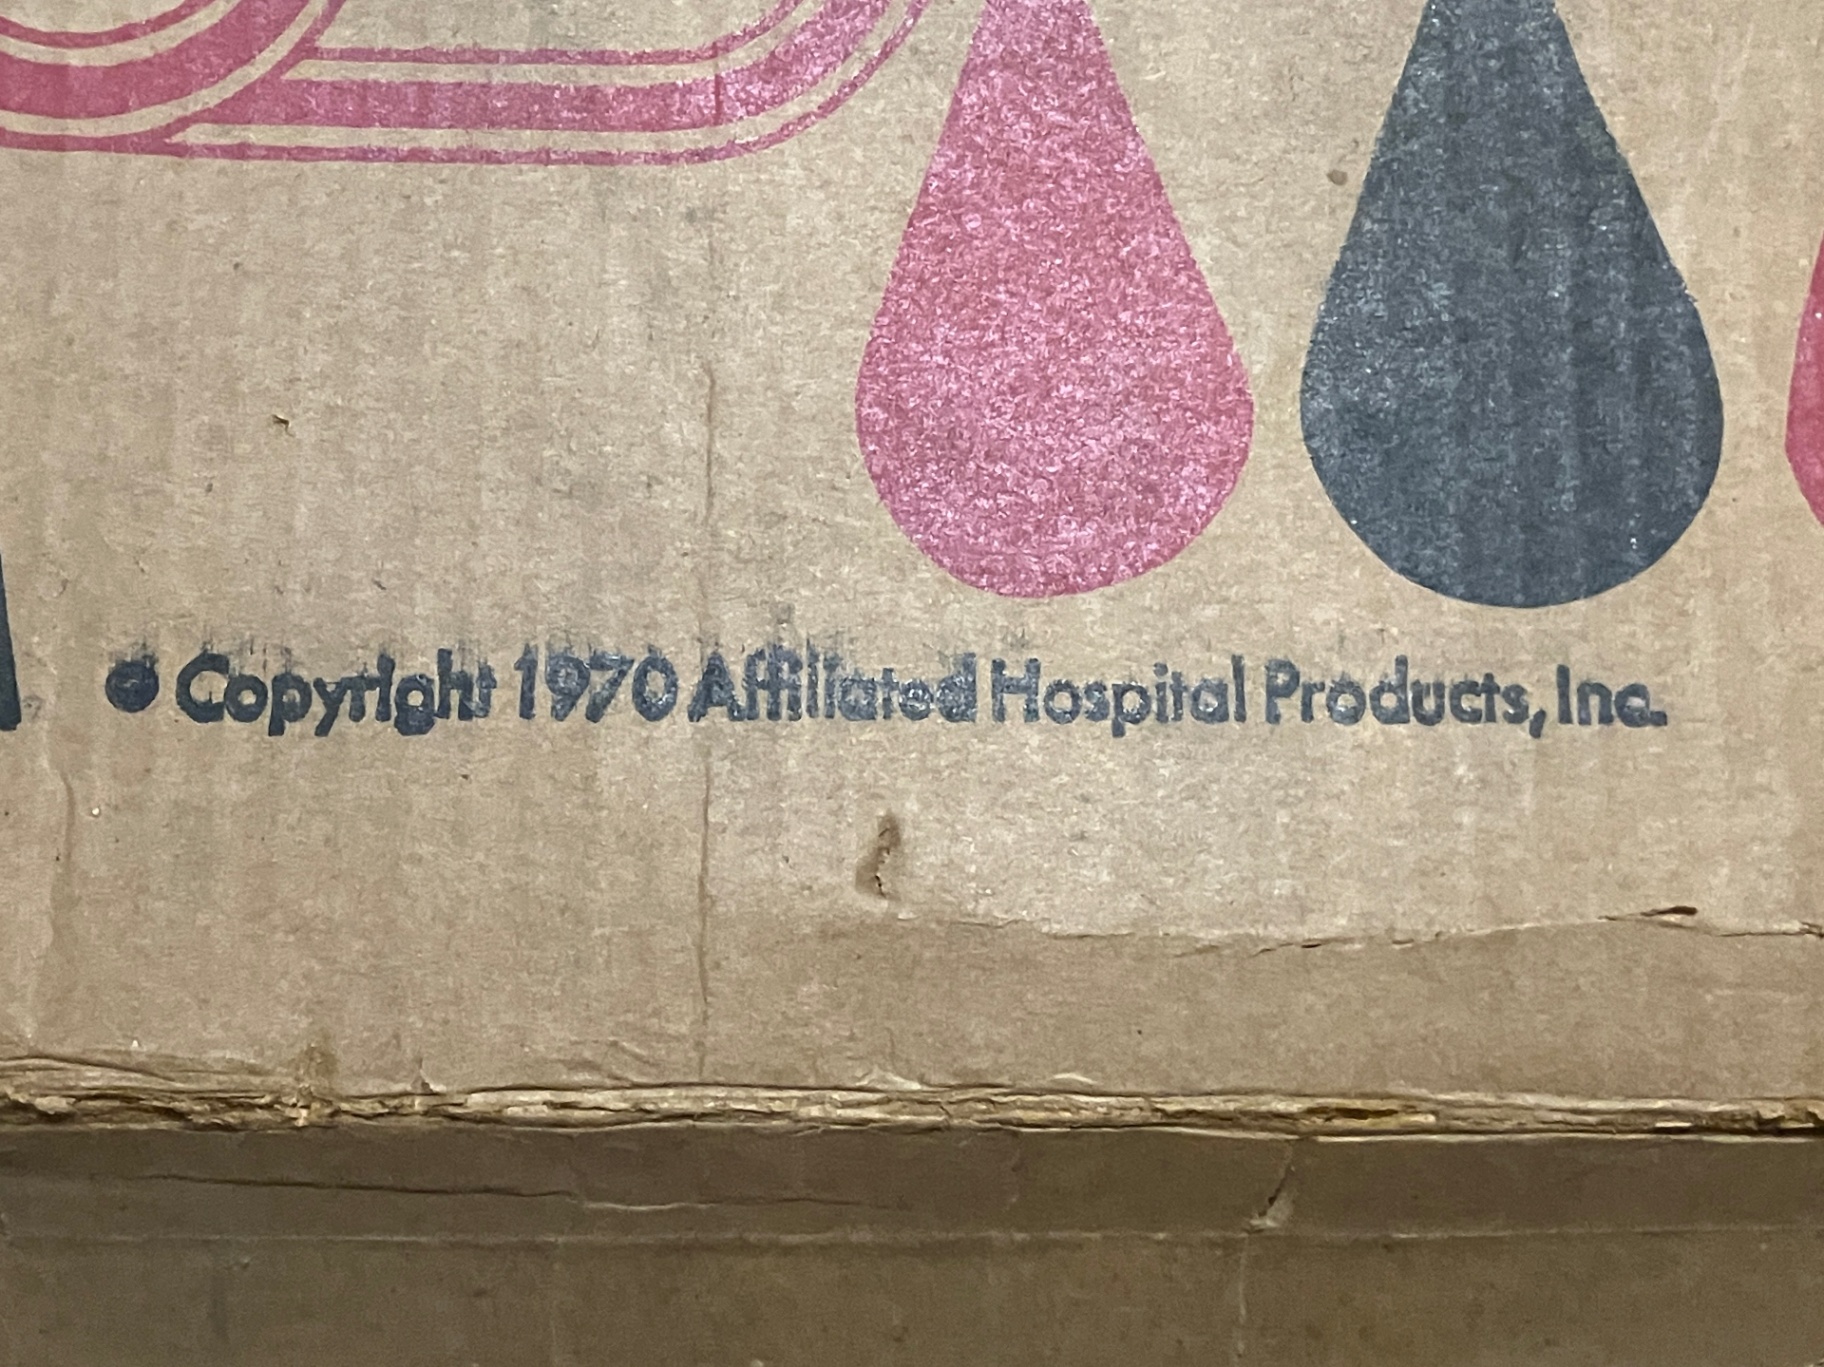 © Copyright 1970 Affiliated Hospital Products, Inc.